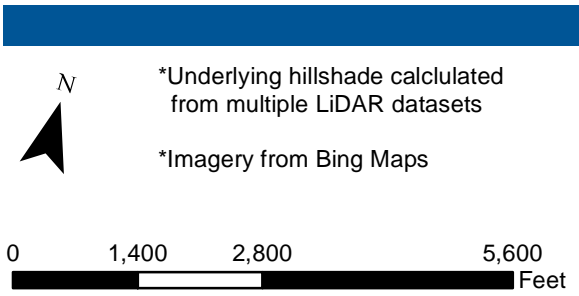 N
*Underlying hillshade calclulated
from multiple LiDAR datasets
*Imagery from Bing Maps
0 1,400 2,800 5,600
Feet